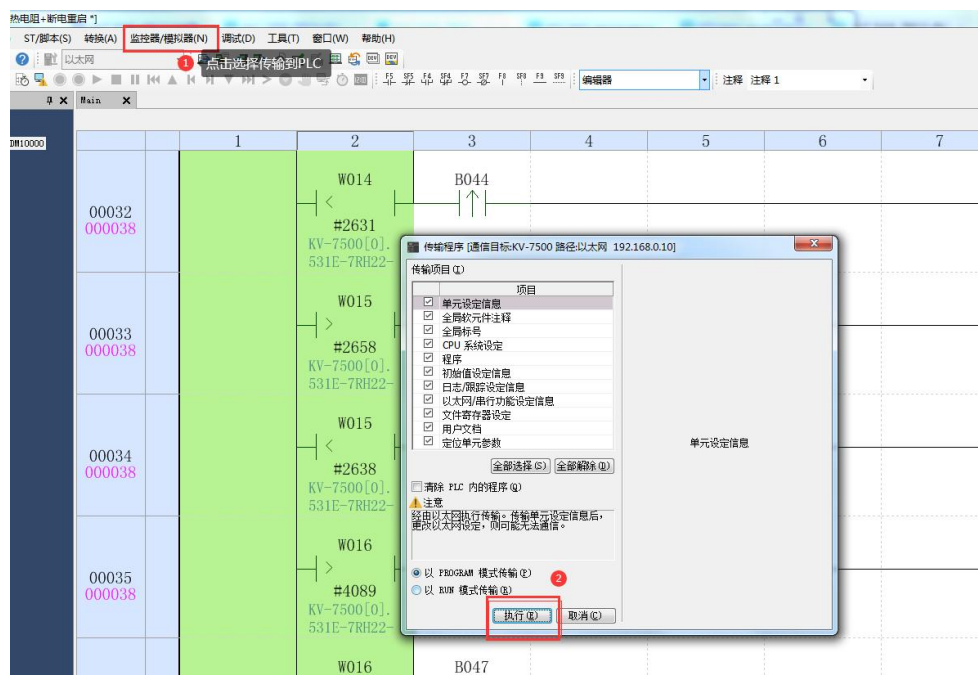 热电阻+断电重启 *]
ST/脚本(S) 转换(A) 监控器/模拟器(N) 调试(D) 工具(T) 窗口(W) 帮助(H)
以太网
1 点击选择传输到PLC
F5 SF5 F4 SF4 F7 SF7 F8 SF8 F9 SF9 编辑器 注释 注释 1
Main
DM10000
1 2 3 4 5 6 7
W014 B044
<
00032
000038
#2631
KV-7500[0].
531E-7RH22-
W015
>
00033
000038
#2658
KV-7500[0].
531E-7RH22-
W015
<
00034
000038
#2638
KV-7500[0].
531E-7RH22-
W016
>
00035
000038
#4089
KV-7500[0].
531E-7RH22-
W016 B047
传输程序 [通信目标:KV-7500 路径:以太网 192.168.0.10]
传输项目(I)
项目
单元设定信息
全局软元件注释
全局标号
CPU 系统设定
程序
初始值设定信息
日志/跟踪设定信息
以太网/串行功能设定信息
文件寄存器设定
用户文档
定位单元参数
单元设定信息
全部选择(S) 全部解除(D)
清除 PLC 内的程序(Q)
注意
经由以太网执行传输。传输单元设定信息后,
更改以太网设定,则可能无法通信。
以 PROGRAM 模式传输(P)
2
以 RUN 模式传输(R)
执行(E) 取消(C)